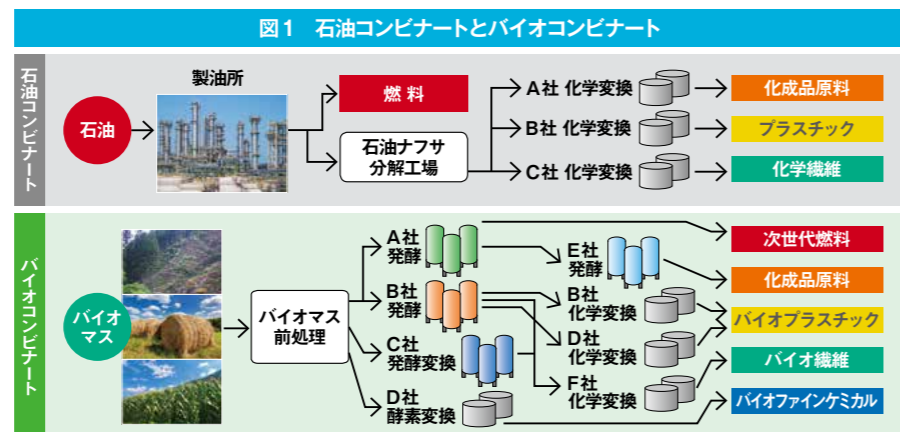 図1 石油コンビナートとバイオコンビナート
石油コンビナート
石油
製油所
燃料
石油ナフサ
分解工場
A社 化学変換
B社 化学変換
C社 化学変換
化成品原料
プラスチック
化学繊維
バイオコンビナート
バイオ
マス
バイオマス
前処理
A社
発酵
B社
発酵
C社
発酵変換
D社
酵素変換
E社
発酵
B社
化学変換
D社
化学変換
F社
化学変換
次世代燃料
化成品原料
バイオプラスチック
バイオ繊維
バイオファインケミカル